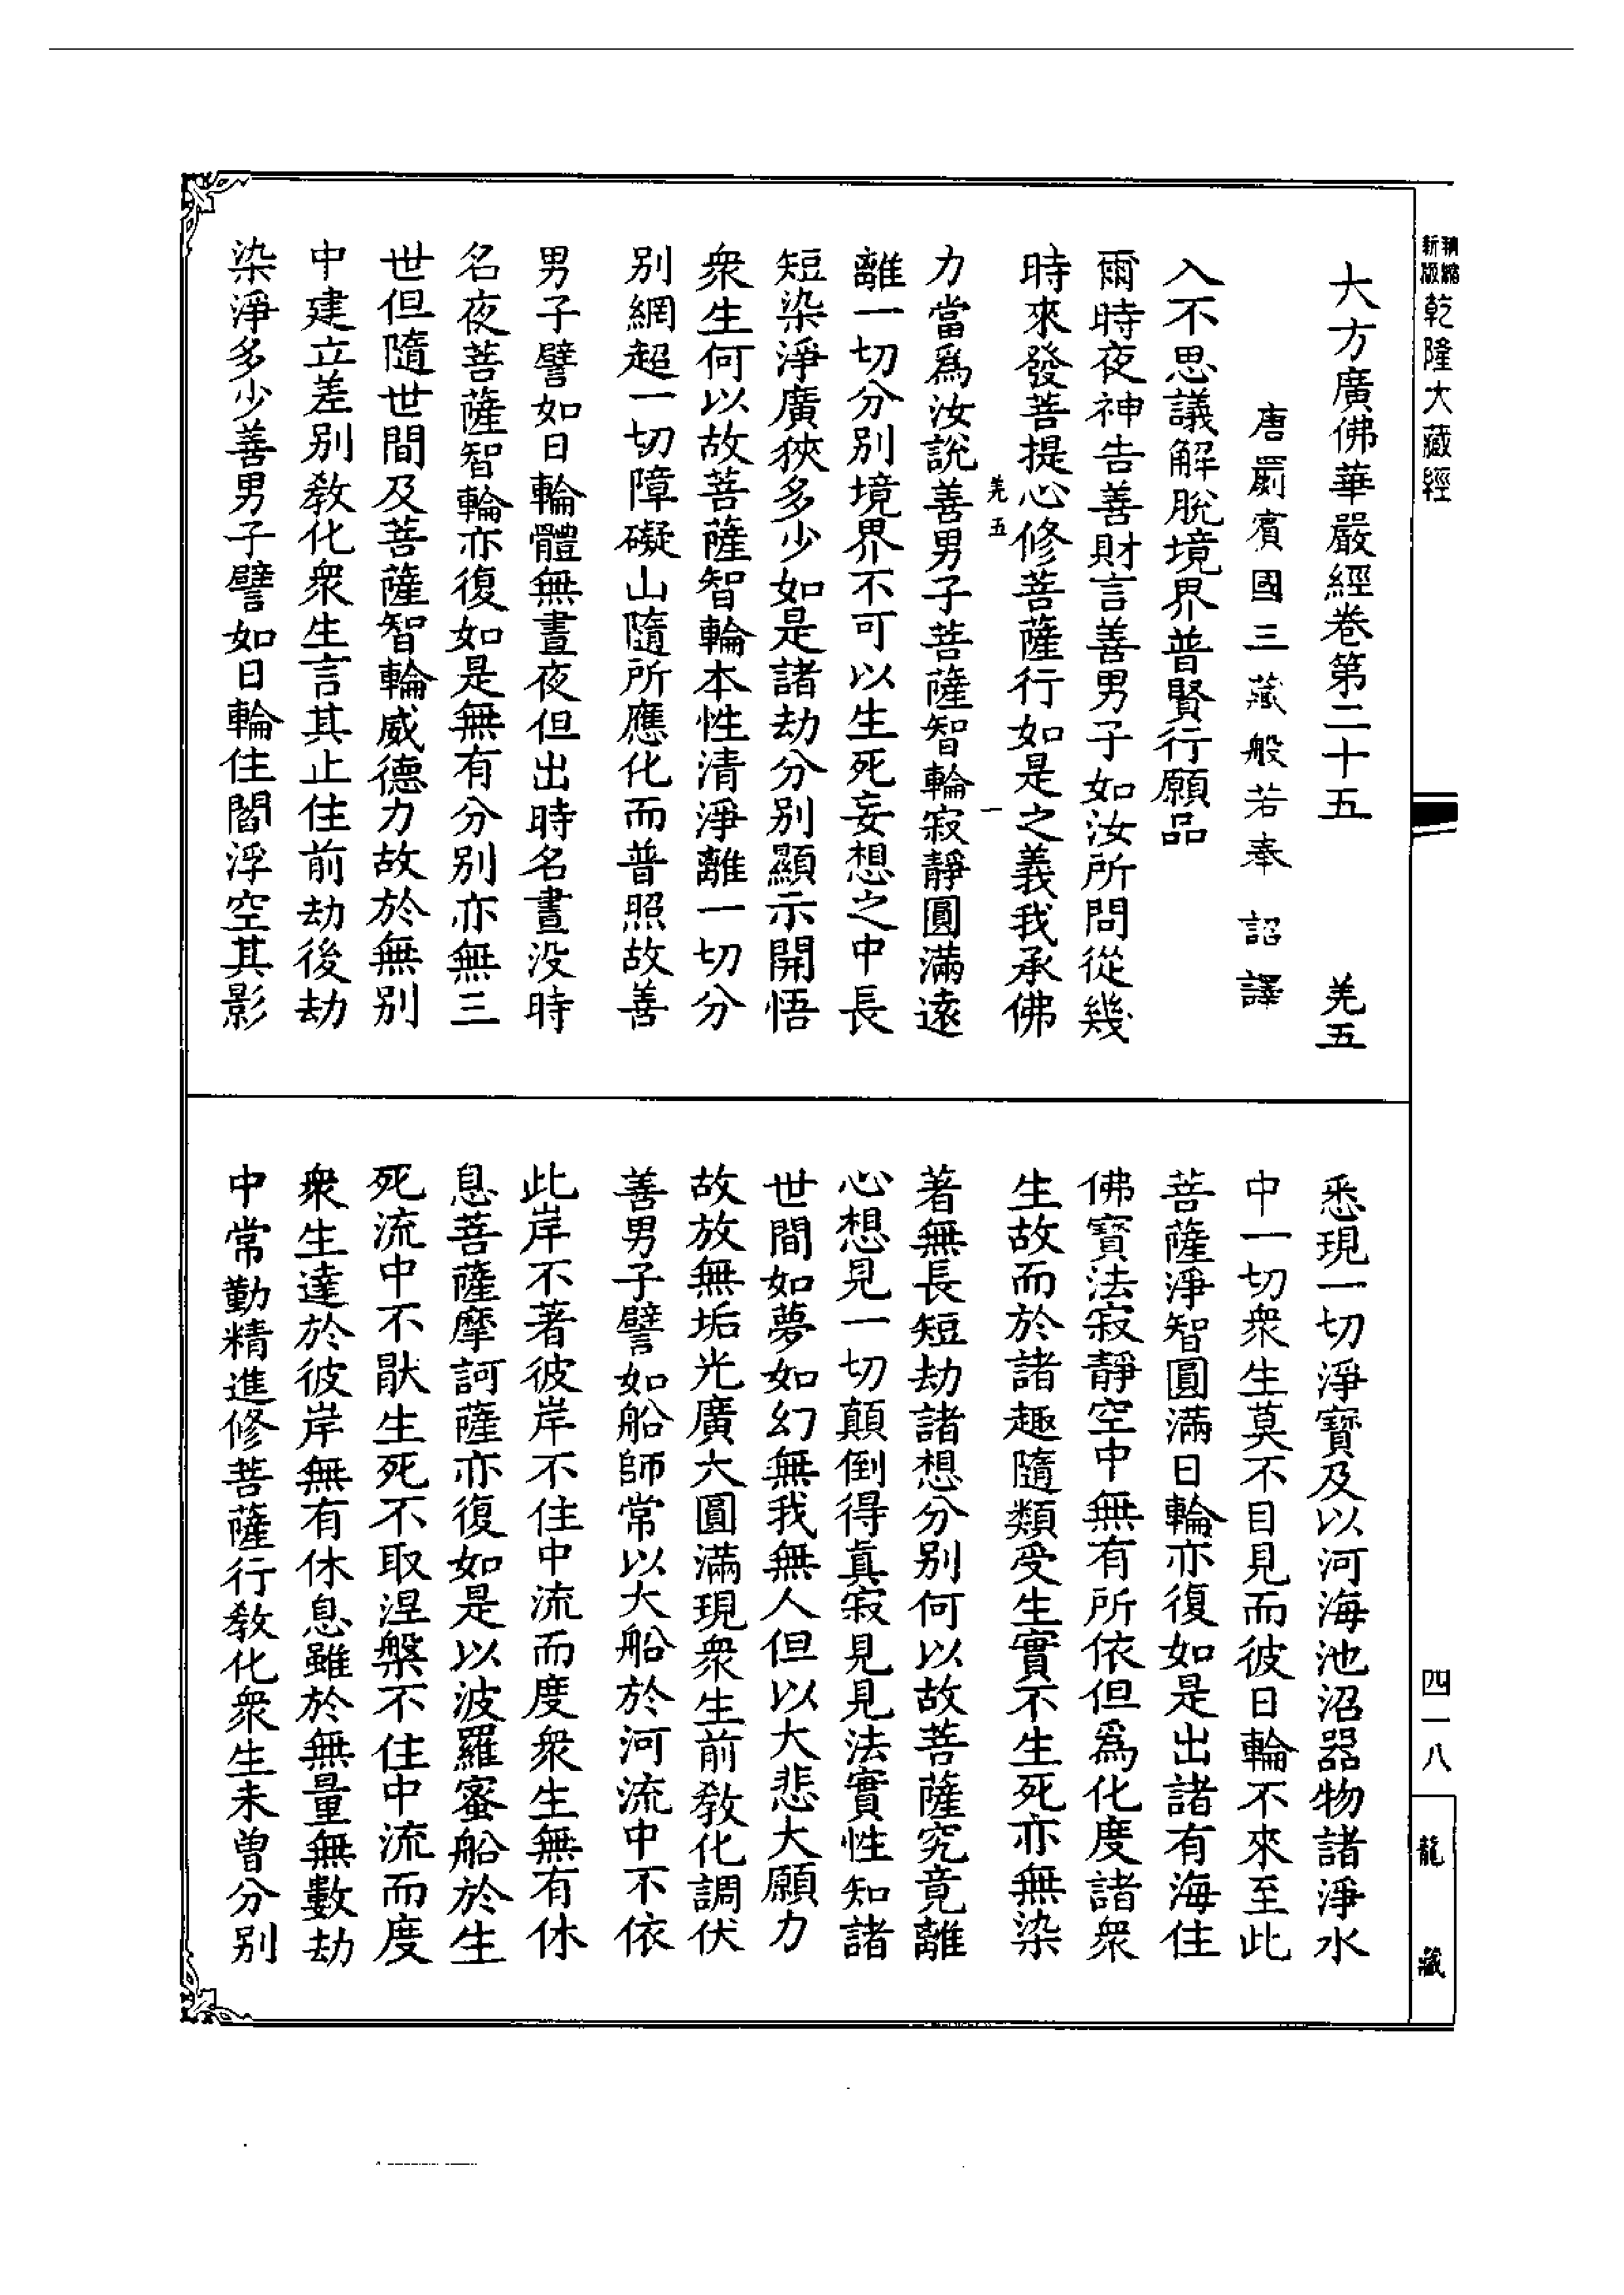 精縮新版乾隆大藏經
大方廣佛華嚴經卷第二十五 羌五
唐罽賓國三藏般若奉 詔譯
入不思議解脫境界普賢行願品
爾時夜神告善財言善男子如汝所問從幾
時來發菩提心修菩薩行如是之義我承佛
羌五 一
力當為汝說善男子菩薩智輪寂靜圓滿遠
離一切分別境界不可以生死妄想之中長
短染淨廣狹多少如是諸劫分別顯示開悟
衆生何以故菩薩智輪本性清淨離一切分
別網超一切障礙山隨所應化而普照故善
男子譬如日輪體無晝夜但出時名晝没時
名夜菩薩智輪亦復如是無有分別亦無三
世但隨世間及菩薩智輪威德力故於無別
中建立差別教化衆生言其止住前劫後劫
染淨多少善男子譬如日輪住閻浮空其影
悉現一切淨寶及以河海池沼器物諸淨水
中一切衆生莫不目見而彼日輪不來至此
菩薩淨智圓滿日輪亦復如是出諸有海住
佛寶法寂靜空中無有所依但爲化度諸衆
生故而於諸趣隨類受生實不生死亦無染
著無長短劫諸想分別何以故菩薩究竟離
心想見一切顛倒得眞寂見見法實性知諸
世間如夢如幻無我無人但以大悲大願力
故放無垢光廣大圓滿現衆生前教化調伏
善男子譬如船師常以大船於河流中不依
此岸不著彼岸不住中流而度衆生無有休
息菩薩摩訶薩亦復如是以波羅蜜船於生
死流中不猒生死不取涅槃不住中流而度
衆生達於彼岸無有休息雖於無量無數劫
中常勤精進修菩薩行教化衆生未曾分別
四一八
龍藏